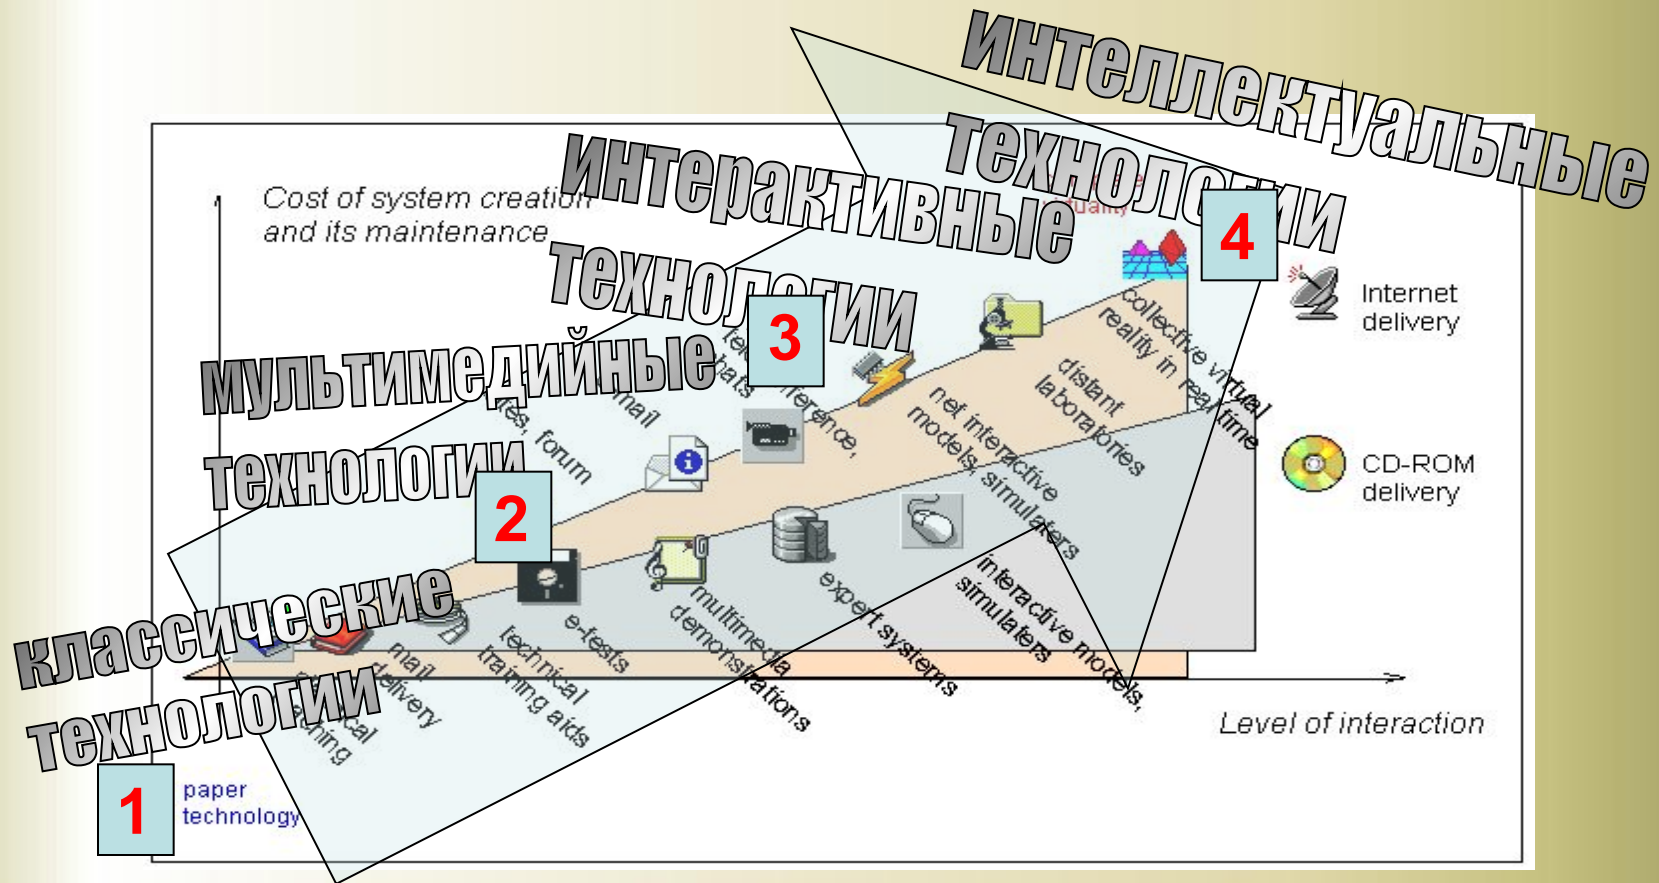 интеллектуальные
технологии
4
интерактивные
технологии
3
мультимедийные
технологии
2
классические
технологии
1
Cost of system creation
and its maintenance
Internet
delivery
CD-ROM
delivery
Level of interaction
paper
technology
mail
delivery
technical
training aids
e-tests
multimedia
demonstrations
expert systems
interactive models,
simulaters
forum
mail
net interactive
models, simulaters
distant
laboratories
collective virtual
reality in real time